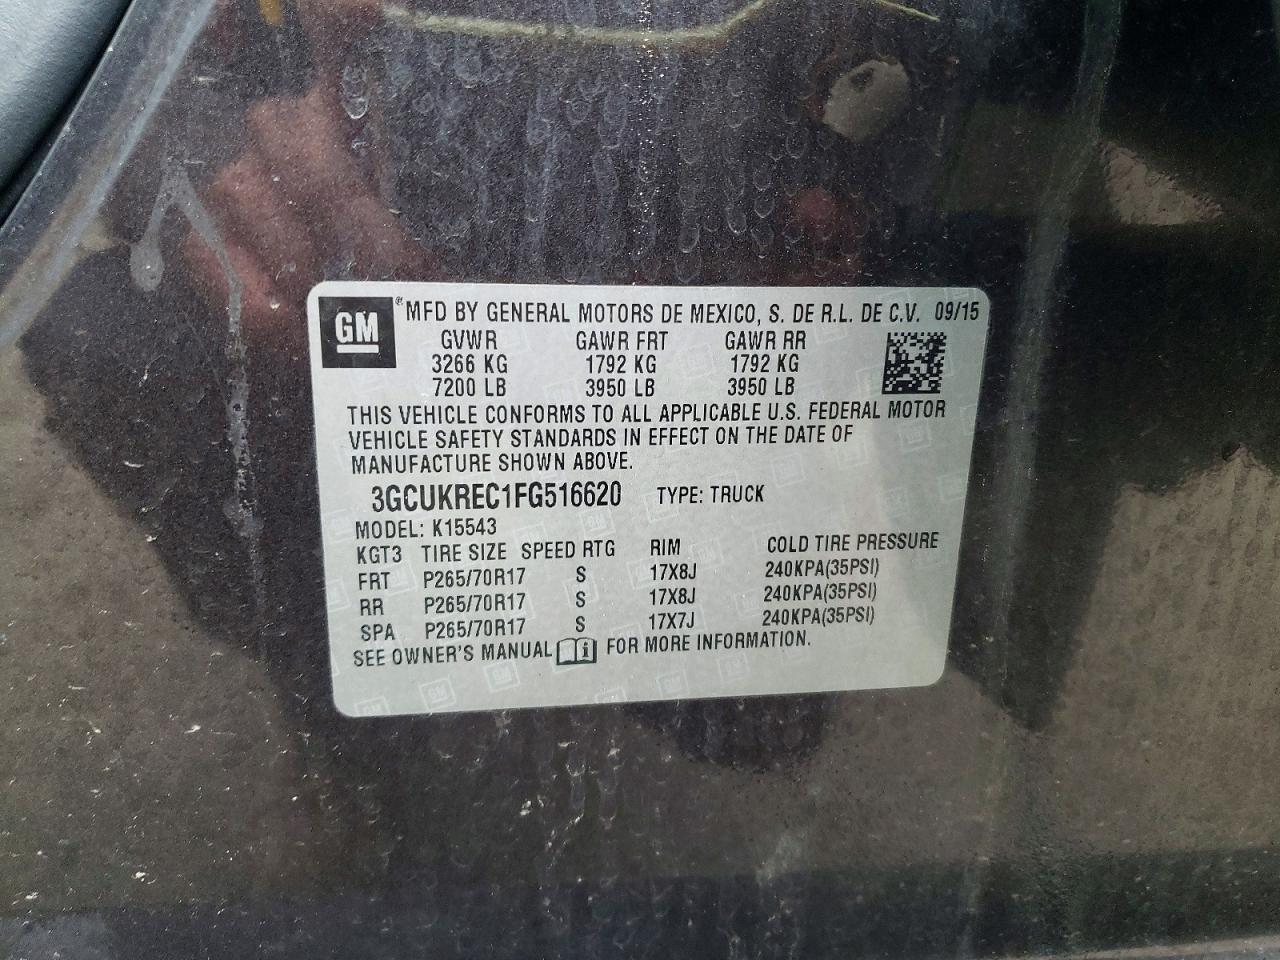 GM ® MFD BY GENERAL MOTORS DE MEXICO, S. DE R.L. DE C.V. 09/15
GVWR GAWR FRT GAWR RR
3266 KG 1792 KG 1792 KG
7200 LB 3950 LB 3950 LB
THIS VEHICLE CONFORMS TO ALL APPLICABLE U.S. FEDERAL MOTOR
VEHICLE SAFETY STANDARDS IN EFFECT ON THE DATE OF
MANUFACTURE SHOWN ABOVE.
3GCUKREC1FG516620 TYPE: TRUCK
MODEL: K15543
KGT3 TIRE SIZE SPEED RTG RIM COLD TIRE PRESSURE
FRT P265/70R17 S 17X8J 240KPA(35PSI)
RR P265/70R17 S 17X8J 240KPA(35PSI)
SPA P265/70R17 S 17X7J 240KPA(35PSI)
SEE OWNER'S MANUAL FOR MORE INFORMATION.